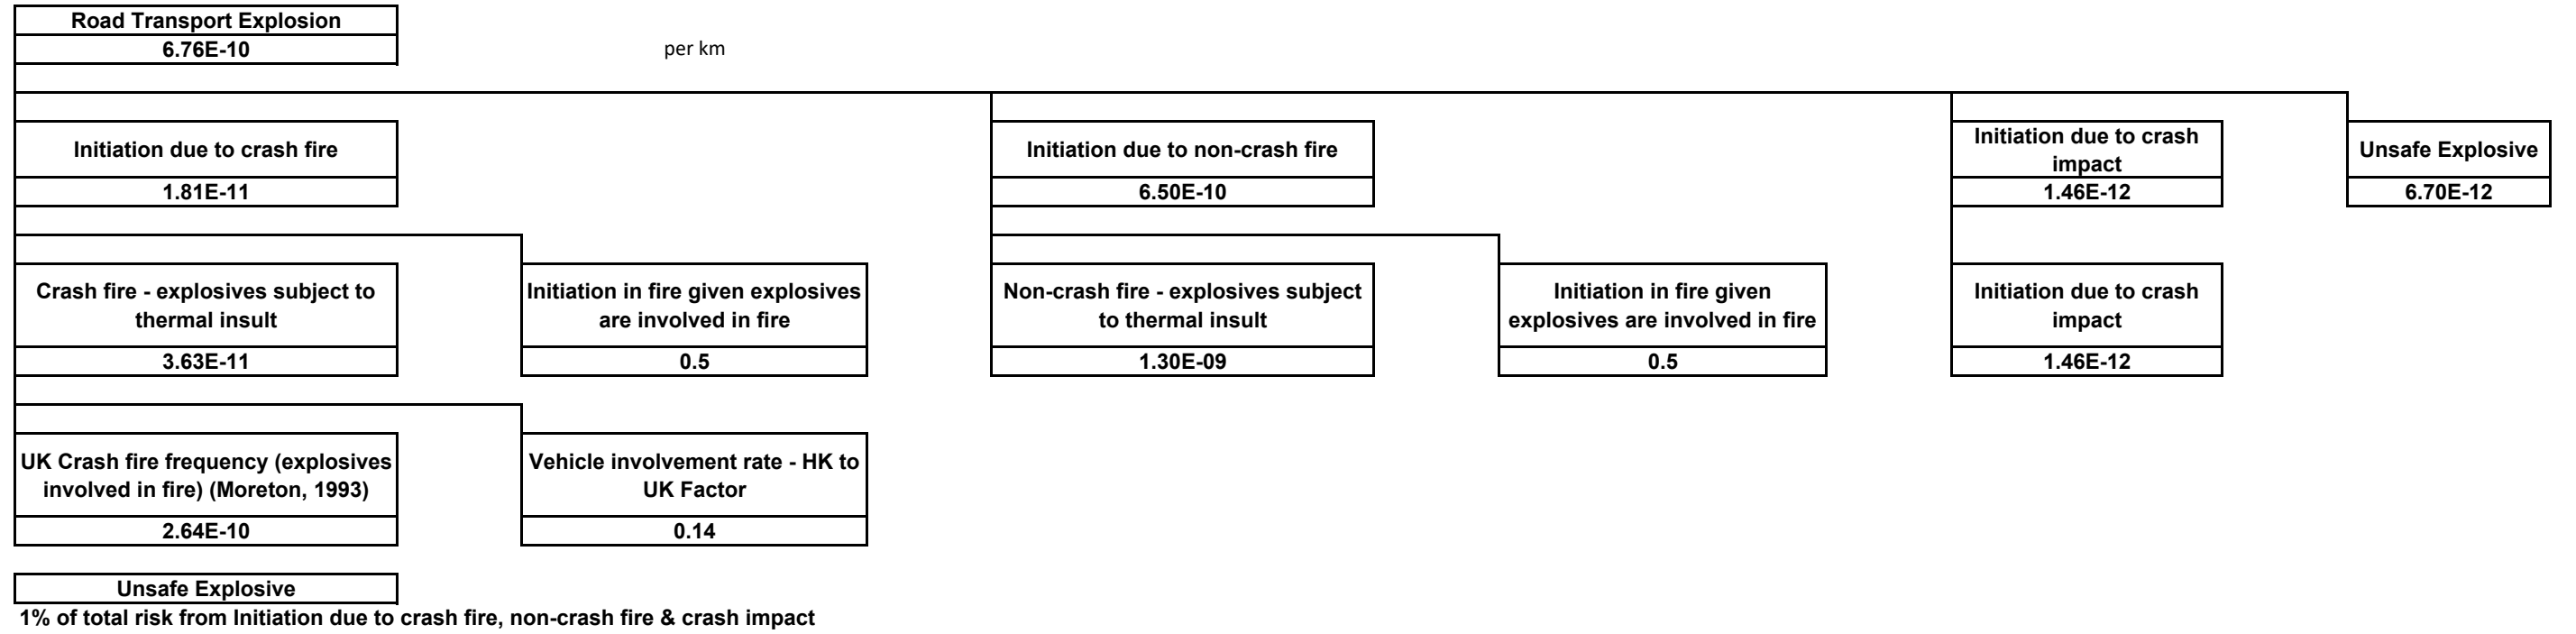 Road Transport Explosion
6.76E-10
per km
Initiation due to crash fire
1.81E-11
Initiation due to non-crash fire
6.50E-10
Initiation due to crash
impact
1.46E-12
Unsafe Explosive
6.70E-12
Crash fire - explosives subject to
thermal insult
3.63E-11
Initiation in fire given explosives
are involved in fire
0.5
Non-crash fire - explosives subject
to thermal insult
1.30E-09
Initiation in fire given
explosives are involved in fire
0.5
Initiation due to crash
impact
1.46E-12
UK Crash fire frequency (explosives
involved in fire) (Moreton, 1993)
2.64E-10
Vehicle involvement rate - HK to
UK Factor
0.14
Unsafe Explosive
1% of total risk from Initiation due to crash fire, non-crash fire & crash impact